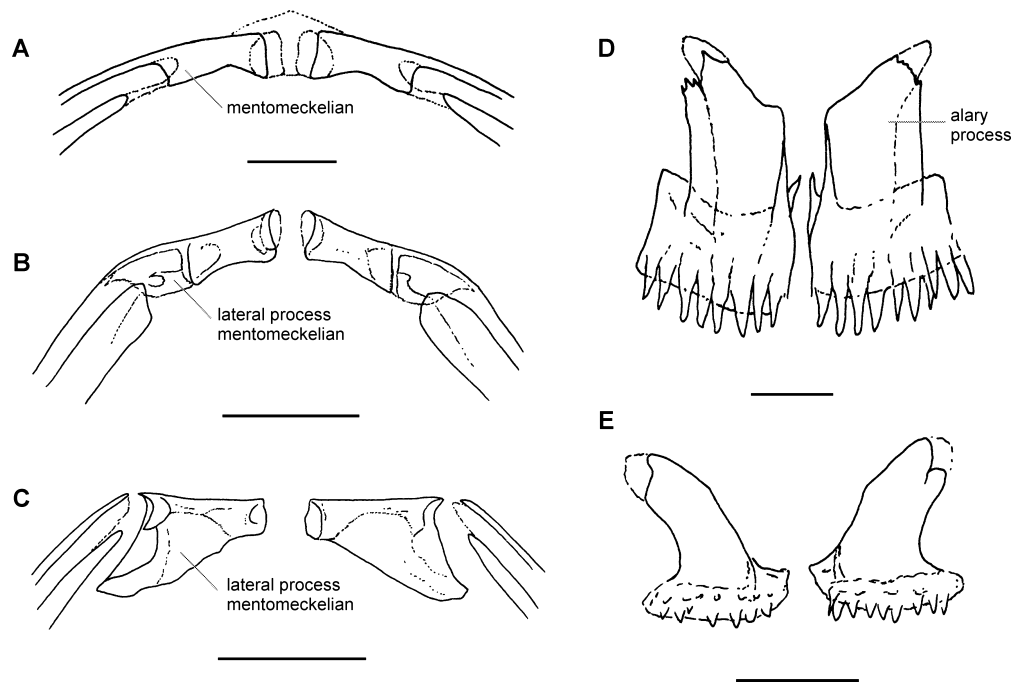 A
mentomeckelian
B
lateral process
mentomeckelian
C
lateral process
mentomeckelian
D
alary
process
E